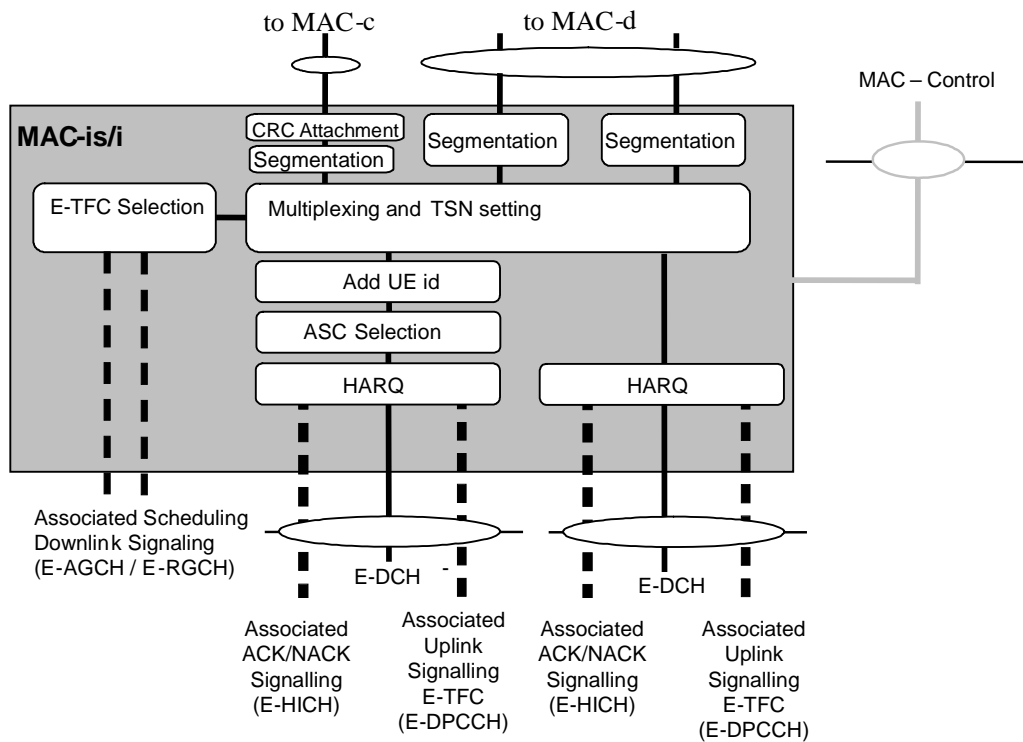 to MAC-c
to MAC-d
MAC – Control
MAC-is/i
CRC Attachment
Segmentation
Segmentation
Segmentation
E-TFC Selection
Multiplexing and TSN setting
Add UE id
ASC Selection
HARQ
HARQ
Associated Scheduling
Downlink Signaling
(E-AGCH / E-RGCH)
E-DCH
-
E-DCH
Associated
ACK/NACK
Signalling
(E-HICH)
Associated
Uplink
Signalling
E-TFC
(E-DPCCH)
Associated
ACK/NACK
Signalling
(E-HICH)
Associated
Uplink
Signalling
E-TFC
(E-DPCCH)